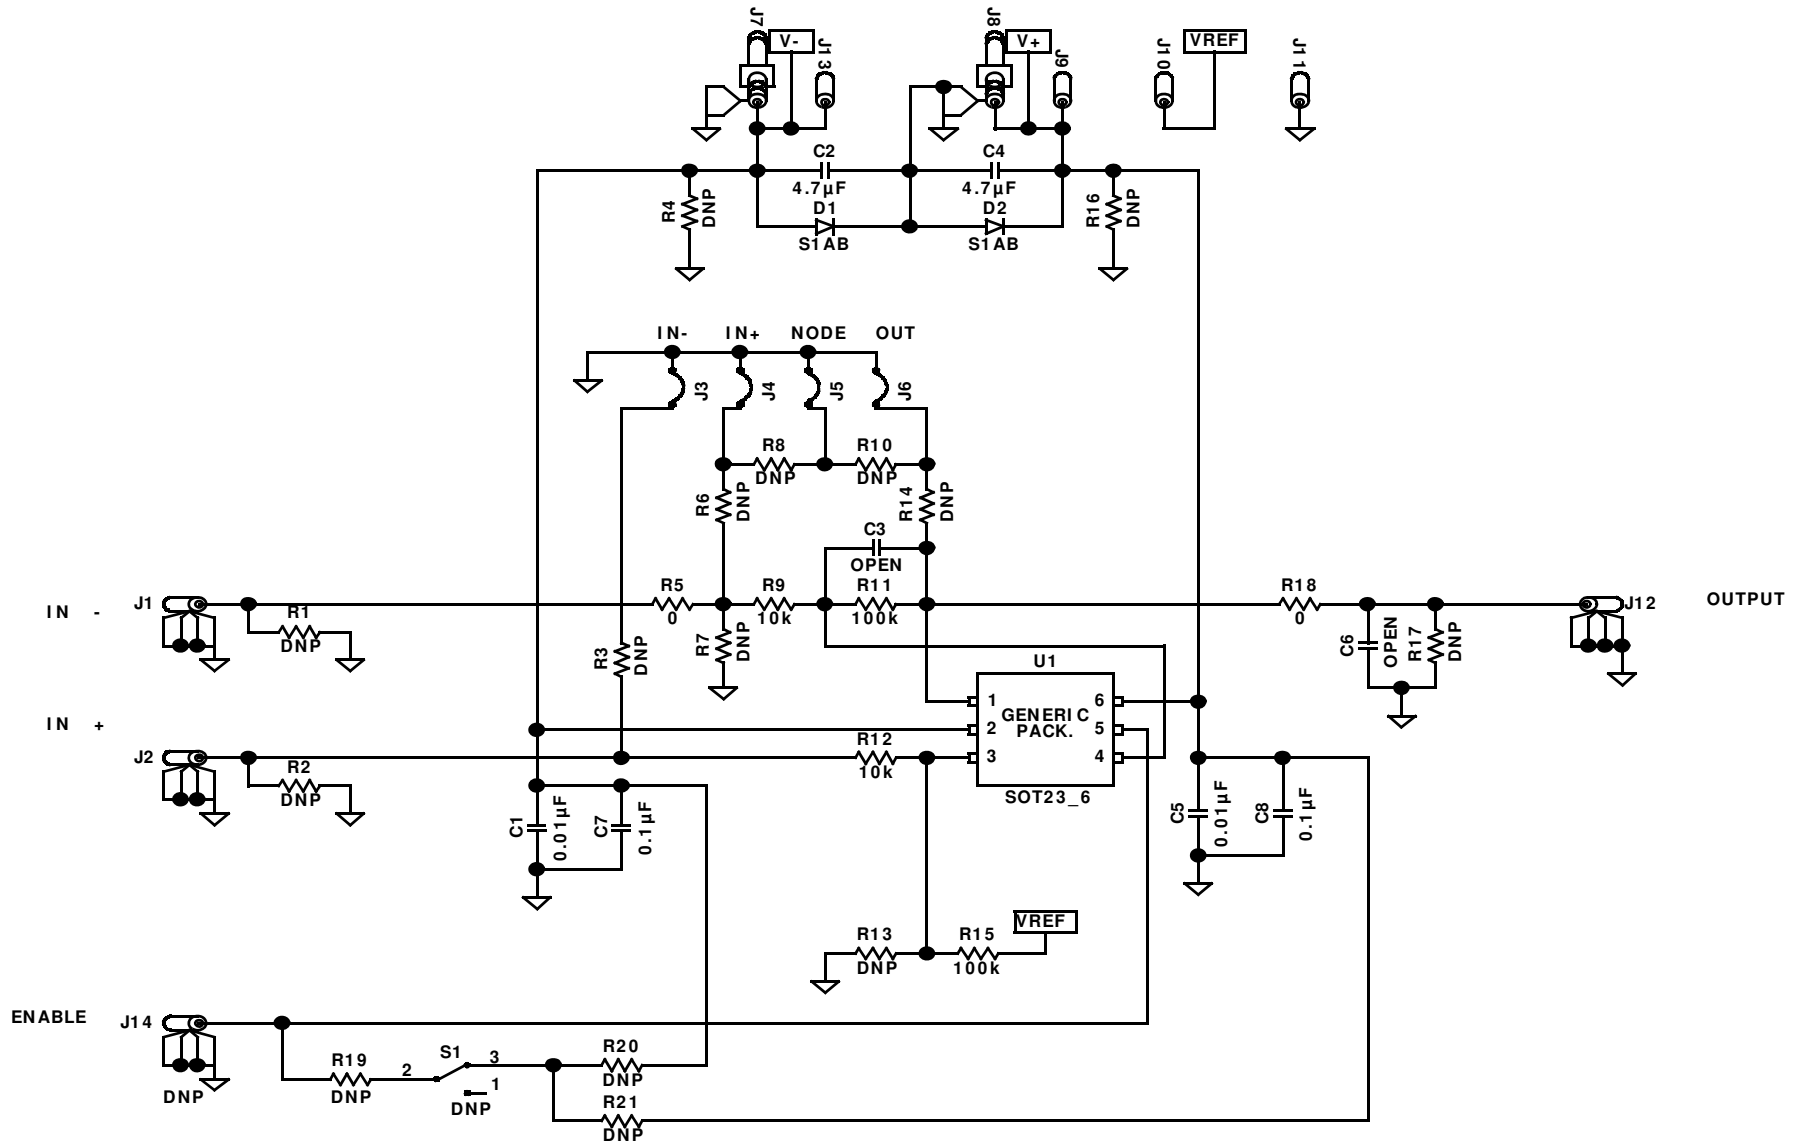 J7
V-
J13
J8
V+
J9
J10
VREF
J11
C2
4.7µF
D1
S1AB
C4
4.7µF
D2
S1AB
R4
DNP
R16
DNP
IN-
IN+
NODE
OUT
J3
J4
J5
J6
R8
DNP
R10
DNP
R6
DNP
R14
DNP
C3
OPEN
IN -
J1
R1
DNP
R5
0
R9
10k
R11
100k
R18
0
J12
OUTPUT
R3
DNP
R7
DNP
C6
OPEN
R17
DNP
U1
GENERIC
PACK.
1
2
3
6
5
4
SOT23_6
IN +
J2
R2
DNP
R12
10k
C1
0.01µF
C7
0.1µF
C5
0.01µF
C8
0.1µF
R13
DNP
R15
100k
VREF
ENABLE
J14
DNP
R19
DNP
2
S1
3
1
DNP
R20
DNP
R21
DNP